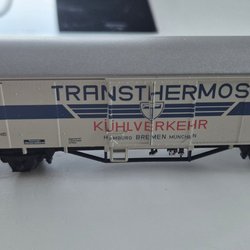 TRANSTHERMOS
KÜHLVERKEHR
HAMBURG BREMEN MÜNCHEN